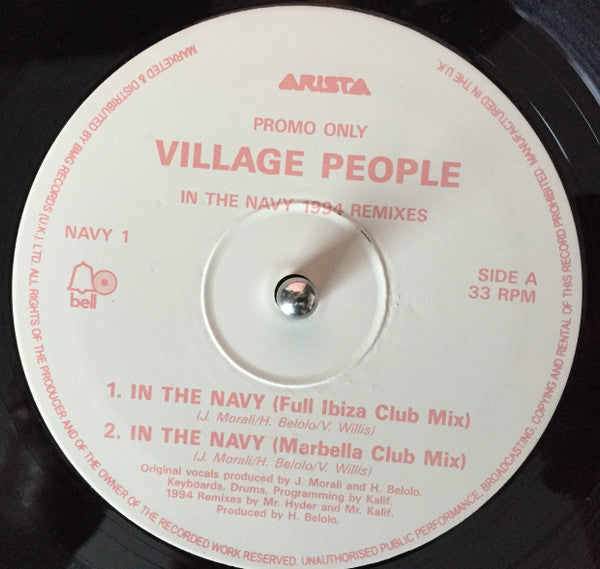 ARISTA
PROMO ONLY
VILLAGE PEOPLE
IN THE NAVY 1994 REMIXES
NAVY 1
bell
SIDE A
33 RPM
1. IN THE NAVY (Full Ibiza Club Mix)
(J. Morali/H. Belolo/V. Willis)
2. IN THE NAVY (Marbella Club Mix)
(J. Morali/H. Belolo/V. Willis)
Original vocals produced by J. Morali and H. Belolo.
Keyboards, Drums, Programming by Kalif.
1994 Remixes by Mr. Hyder and Mr. Kalif.
Produced by H. Belolo.
MARKETED & DISTRIBUTED BY BMG RECORDS (U.K.) LTD. ALL RIGHTS OF THE PRODUCER AND OF THE OWNER OF THE RECORDED WORK RESERVED. UNAUTHORISED PUBLIC PERFORMANCE, BROADCASTING, COPYING AND RENTAL OF THIS RECORD PROHIBITED. MANUFACTURED IN THE U.K.